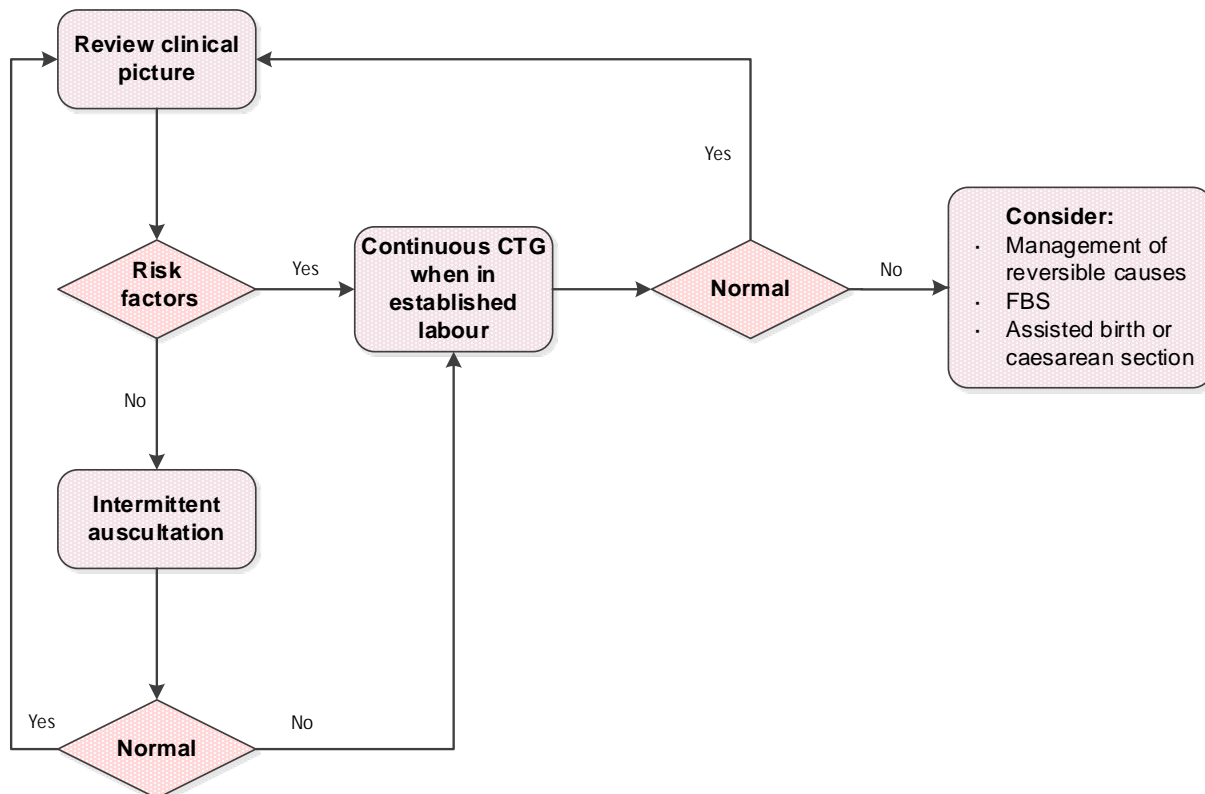 Review clinical
picture
Yes
Risk
factors
Yes
Continuous CTG
when in
established
labour
Normal
No
Consider:
· Management of
reversible causes
· FBS
· Assisted birth or
caesarean section
No
Intermittent
auscultation
Yes
Normal
No